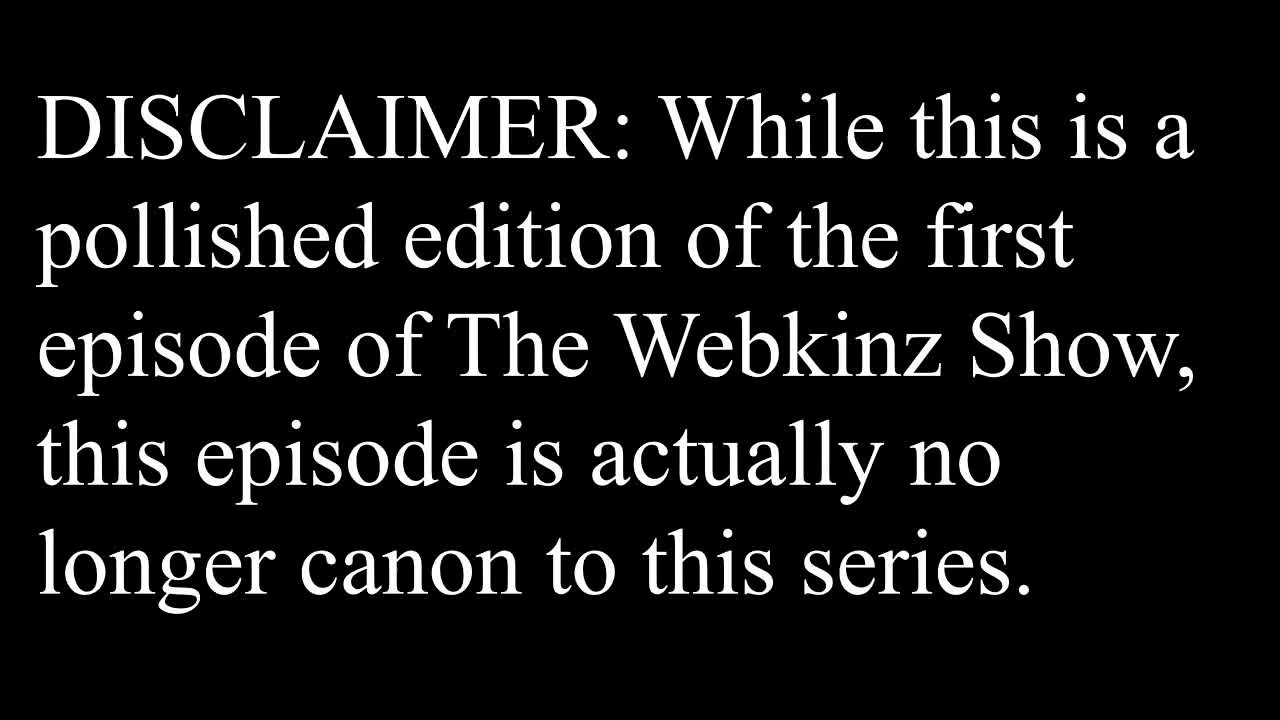 DISCLAIMER: While this is a
pollished edition of the first
episode of The Webkinz Show,
this episode is actually no
longer canon to this series.